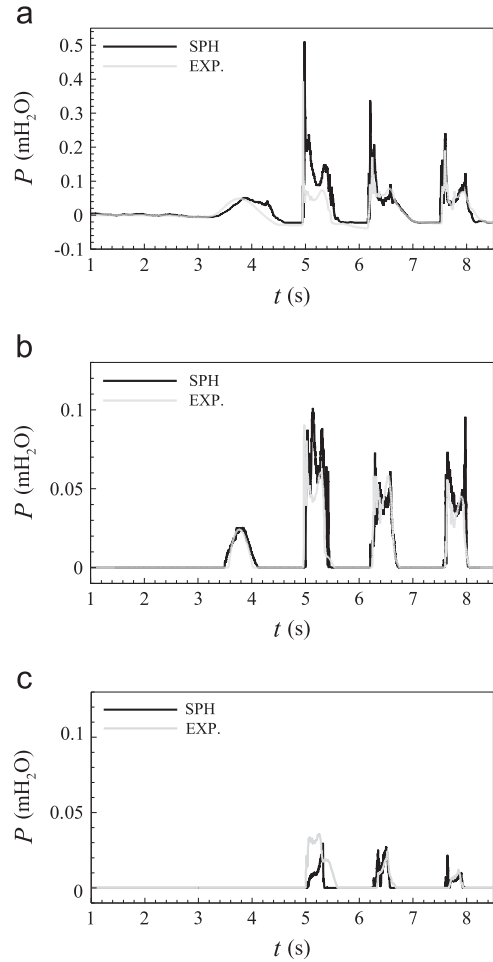 a
SPH
EXP.
P (mH₂O)
0.5
0.4
0.3
0.2
0.1
0
-0.1
1 2 3 4 5 6 7 8
t (s)
b
SPH
EXP.
P (mH₂O)
0.1
0.05
0
1 2 3 4 5 6 7 8
t (s)
c
SPH
EXP.
P (mH₂O)
0.1
0.05
0
1 2 3 4 5 6 7 8
t (s)